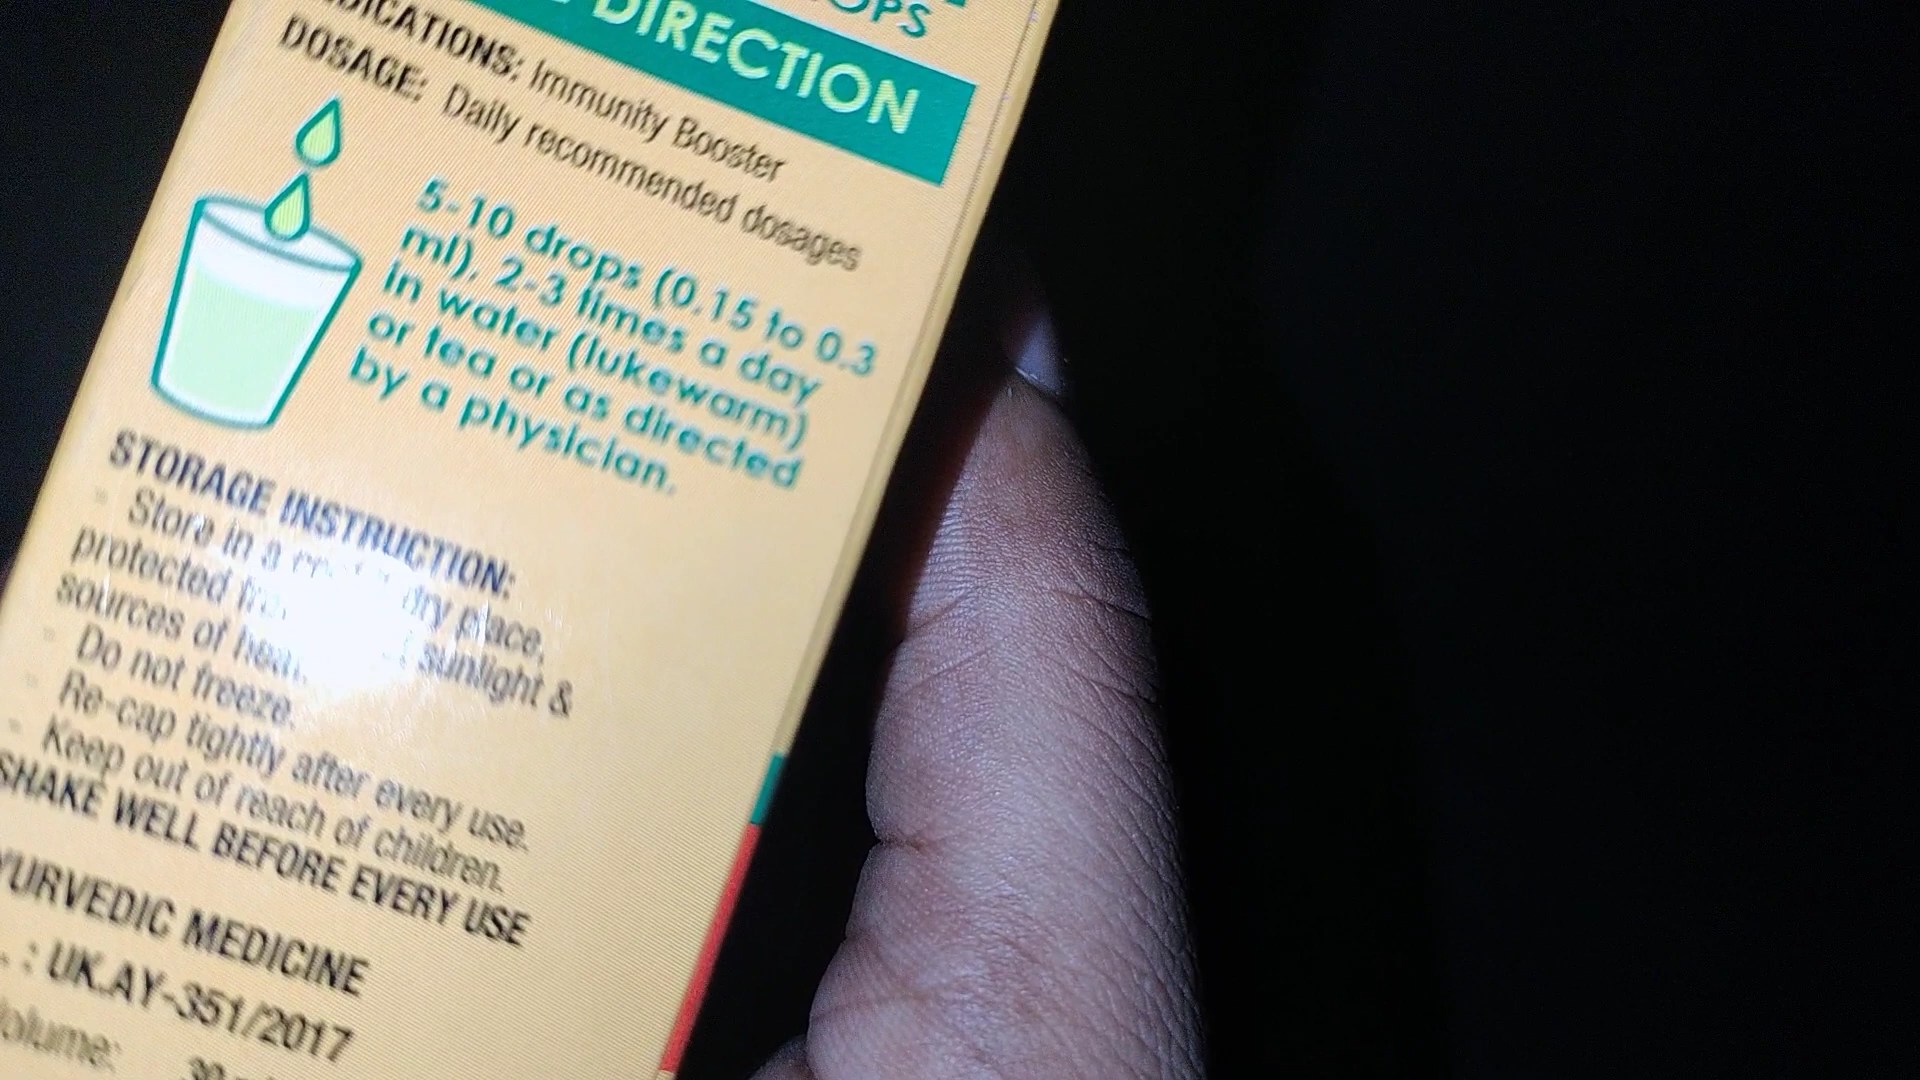 DIRECTION
Immunity Booster
DOSAGE: Daily recommended dosages
5-10 drops (0.15 to 0.3
ml), 2-3 times a day
in water (lukewarm)
or tea or as directed
by a physician.
STORAGE INSTRUCTION:
Store in a dry place,
protected sunlight &
sources of
Do not freeze.
Re-cap tightly after every use.
Keep out of reach of children.
SHAKE WELL BEFORE EVERY USE
MEDICINE
: UK.AY-351/2017